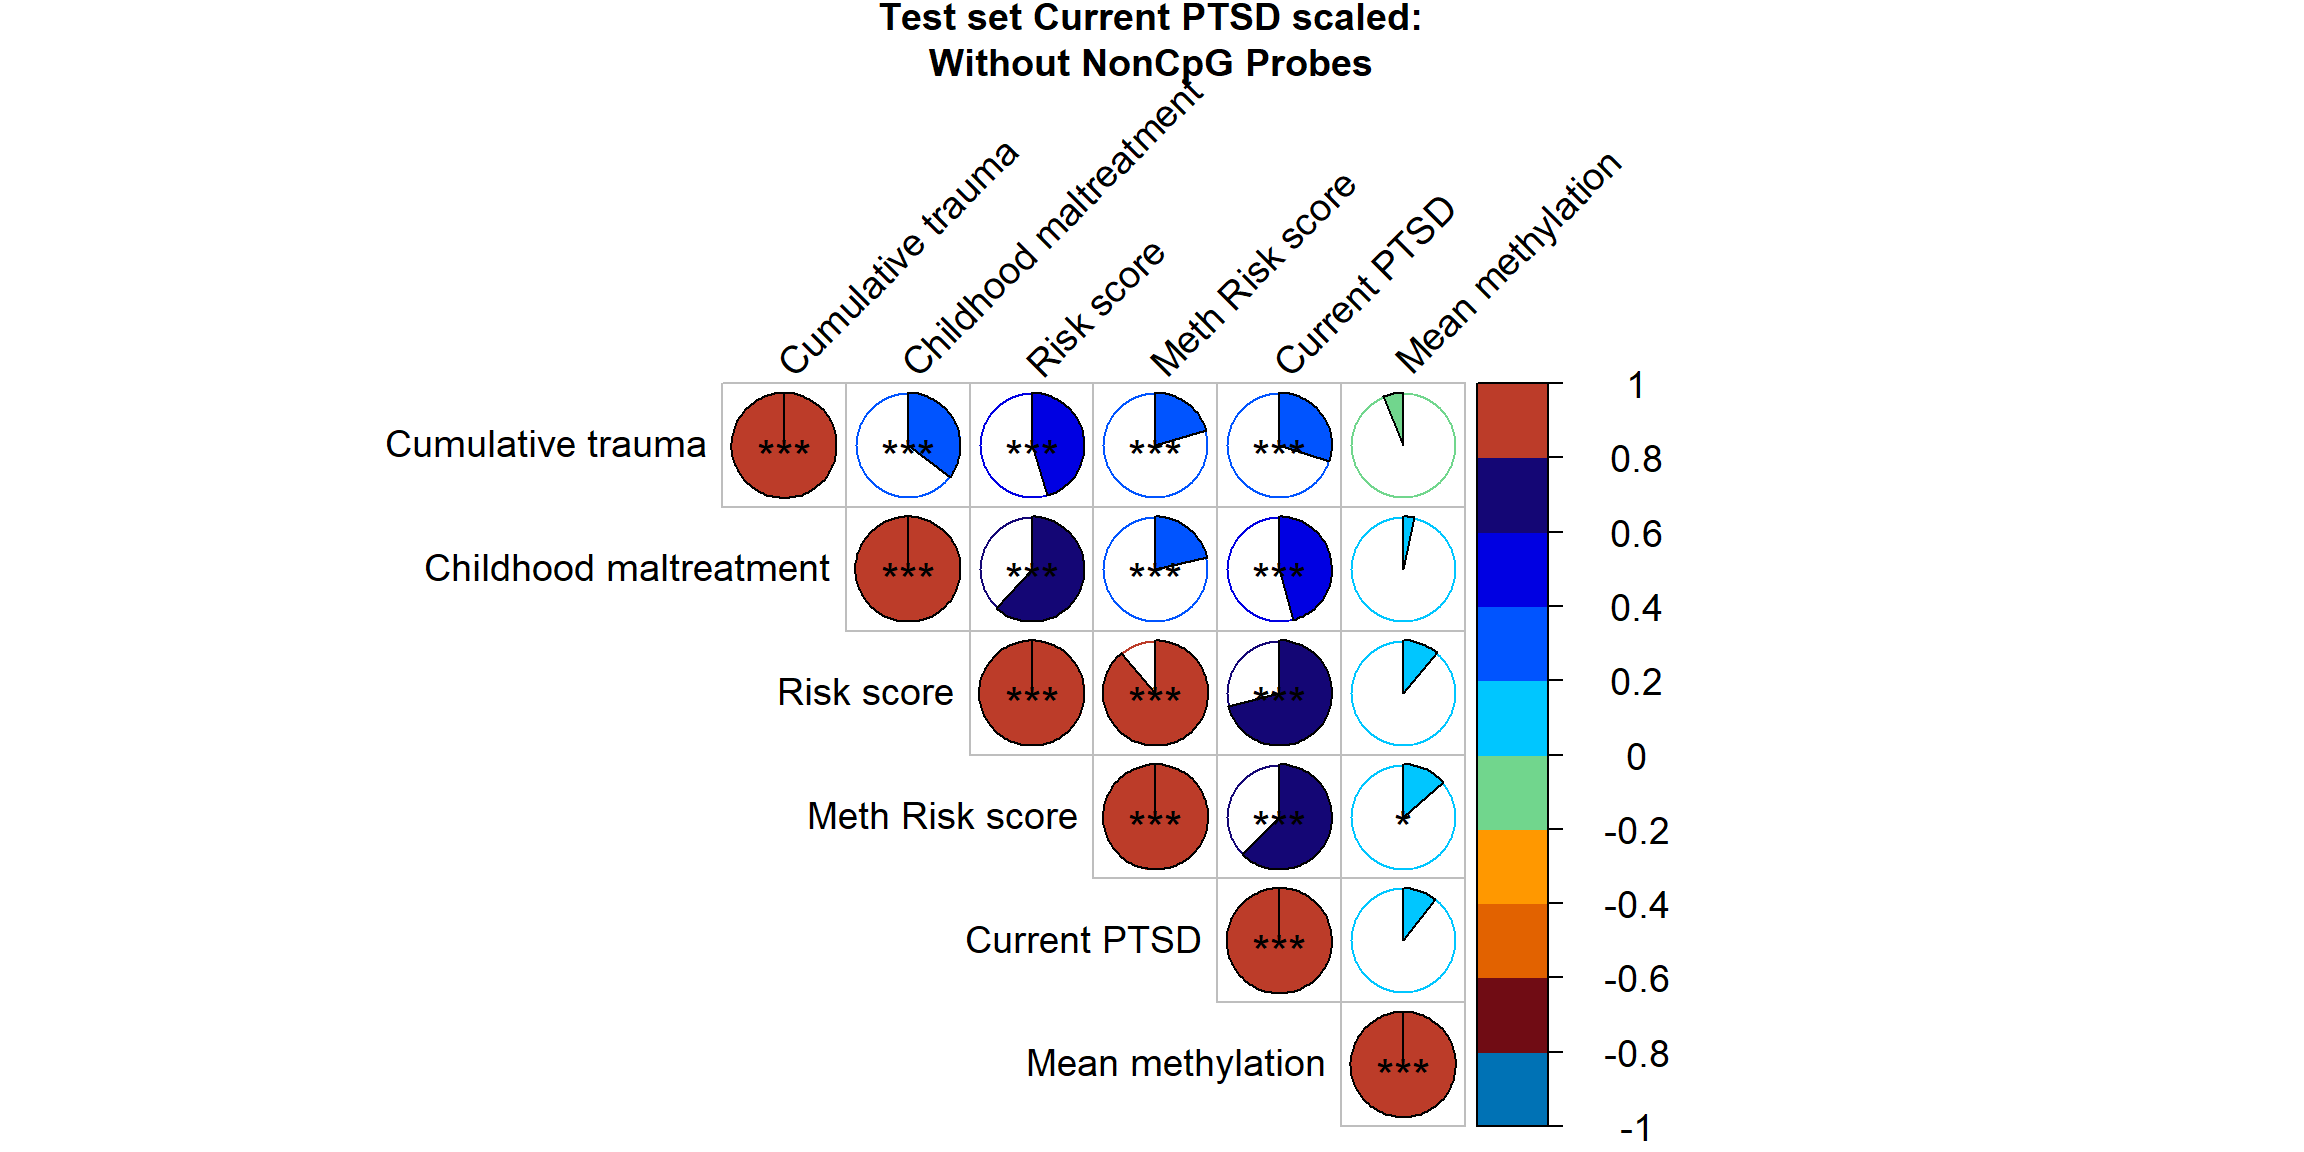 Test set Current PTSD scaled:
Without NonCpG Probes
Cumulative trauma
Childhood maltreatment
Risk score
Meth Risk score
Current PTSD
Mean methylation
Cumulative trauma
*** *** *** *** ***
Childhood maltreatment
*** *** *** ***
Risk score
*** *** ***
Meth Risk score
*** *** *
Current PTSD
***
Mean methylation
***
1
0.8
0.6
0.4
0.2
0
-0.2
-0.4
-0.6
-0.8
-1